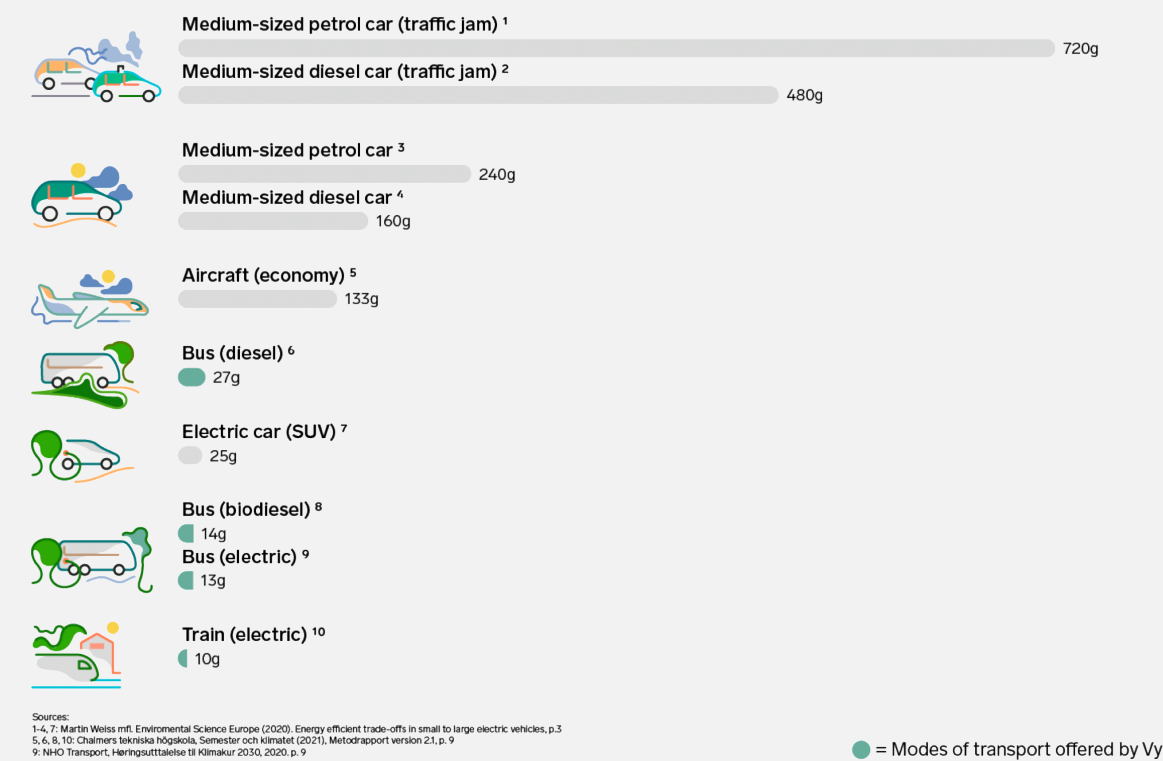 Medium-sized petrol car (traffic jam) ¹
720g
Medium-sized diesel car (traffic jam) ²
480g
Medium-sized petrol car ³
240g
Medium-sized diesel car ⁴
160g
Aircraft (economy) ⁵
133g
Bus (diesel) ⁶
27g
Electric car (SUV) ⁷
25g
Bus (biodiesel) ⁸
14g
Bus (electric) ⁹
13g
Train (electric) ¹⁰
10g
Sources:
1-4, 7: Martin Weiss mfl. Enviromental Science Europe (2020). Energy efficient trade-offs in small to large electric vehicles, p.3
5, 6, 8, 10: Chalmers tekniska högskola, Semester och klimatet (2021), Metodrapport version 2.1, p. 9
9: NHO Transport, Høringsutttalelse til Klimakur 2030, 2020. p. 9
= Modes of transport offered by Vy